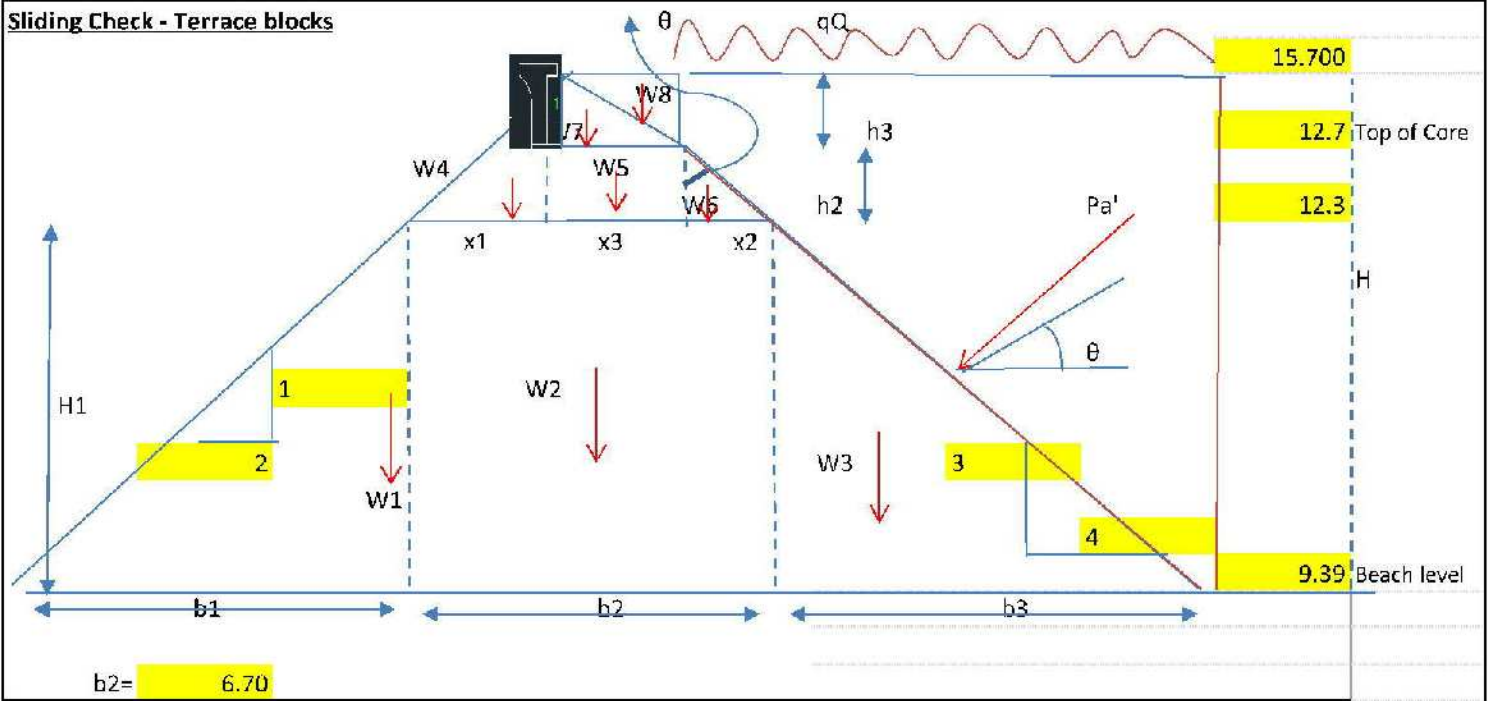 Sliding Check - Terrace blocks
θ
qQ
15.700
W8
1
W7
h3
12.7 Top of Core
W4
W5
W6
h2
Pa'
12.3
x1
x3
x2
H
θ
1
W2
H1
2
W3
3
W1
4
9.39 Beach level
b1
b2
b3
b2= 6.70